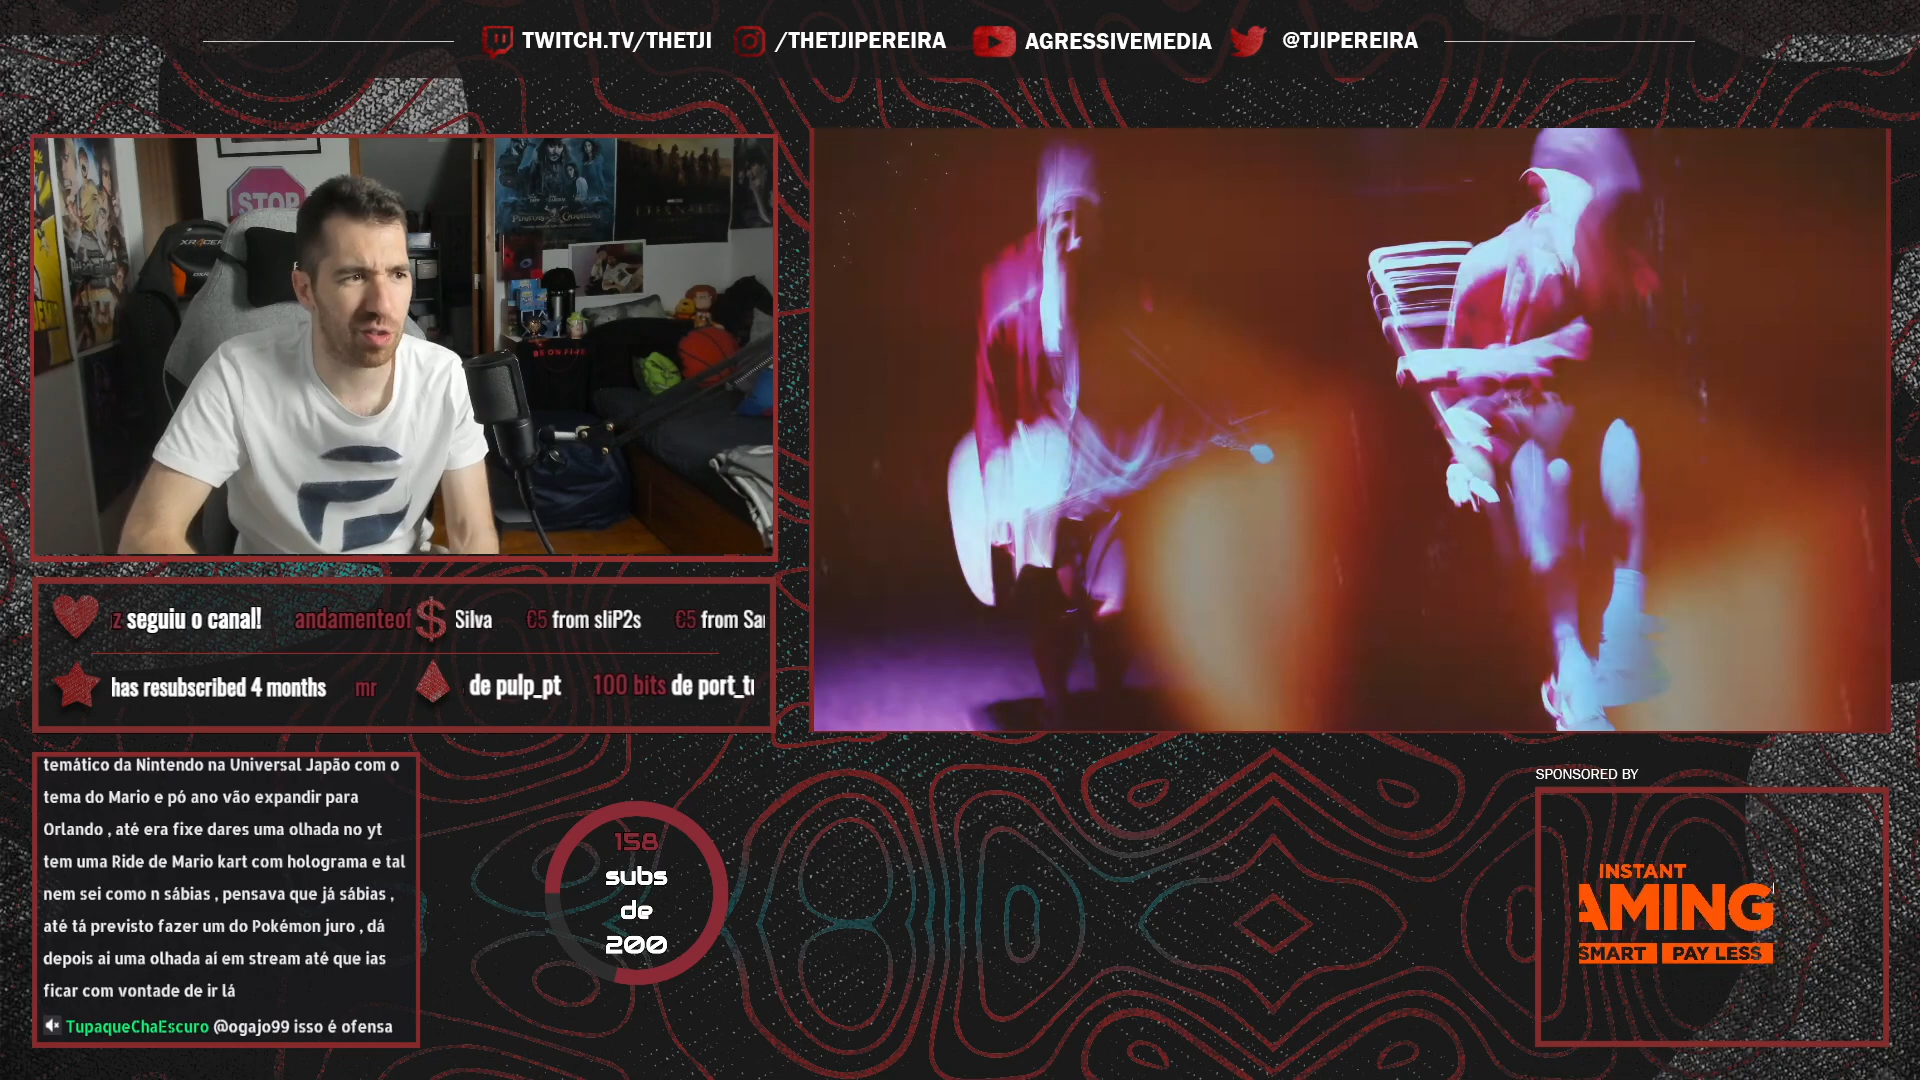 TWITCH.TV/THETJI
/THETJIPEREIRA
AGRESSIVEMEDIA
@TJIPEREIRA
STOP
z seguiu o canal!
andamenteof
Silva
€5 from sliP2s
€5 from Sa
has resubscribed 4 months
mr
de pulp_pt
100 bits de port_t
temático da Nintendo na Universal Japão com o
tema do Mario e pó ano vão expandir para
Orlando , até era fixe dares uma olhada no yt
tem uma Ride de Mario kart com holograma e tal
nem sei como n sábias , pensava que já sábias ,
até tá previsto fazer um do Pokémon juro , dá
depois ai uma olhada aí em stream até que ias
ficar com vontade de ir lá
TupaqueChaEscuro @ogajo99 isso é ofensa
158
subs
de
200
SPONSORED BY
INSTANT
AMING
SMART PAY LESS